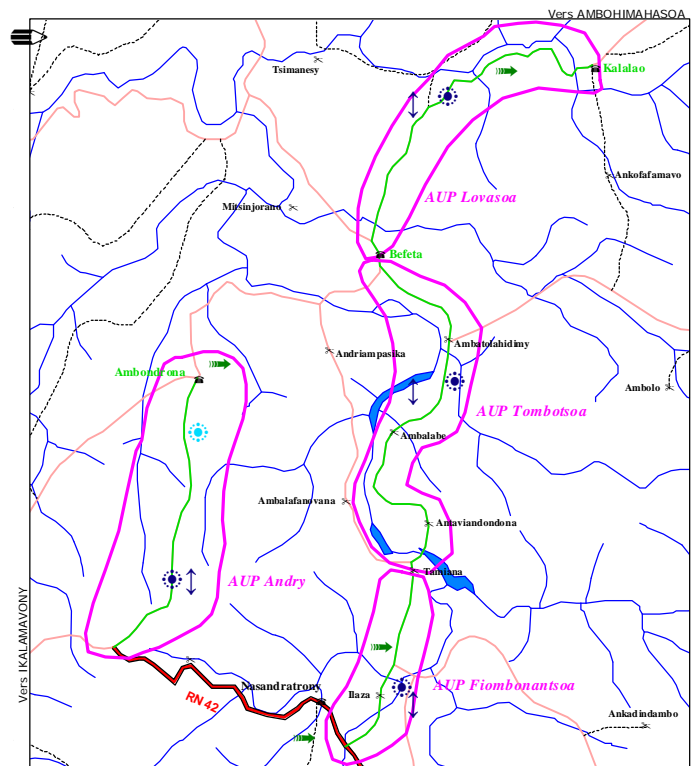 Vers AMBOHIMAHASOA
Tsimanesy
Kalalao
Ankofafamavo
AUP Lovasoa
Mitsinjorano
Befeta
Ambatolahidimy
Andriampasika
Ambondrona
Ambolo
AUP Tombotsoa
Ambalabe
Ambalafanovana
Antaviandondona
Tamlana
AUP Andry
Vers IKALAMAVONY
Nasandratrony
Ilaza
AUP Fiombonantsoa
RN 42
Ankadindambo